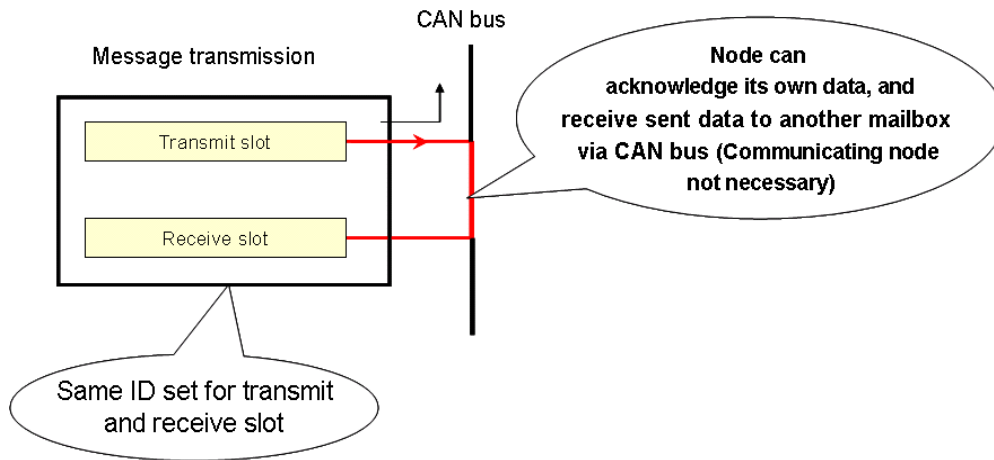 CAN bus
Message transmission
Node can
acknowledge its own data, and
receive sent data to another mailbox
via CAN bus (Communicating node
not necessary)
Transmit slot
Receive slot
Same ID set for transmit
and receive slot